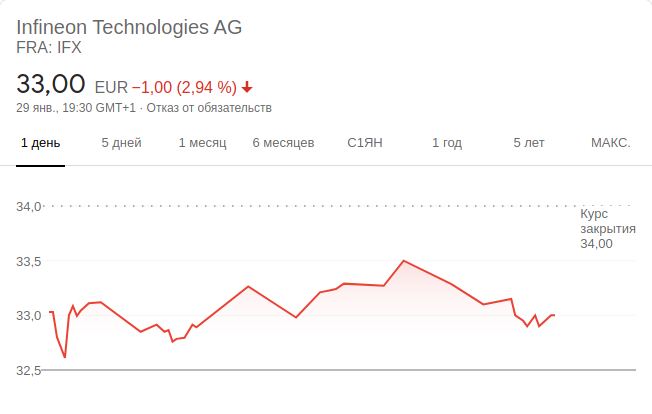 Infineon Technologies AG
FRA: IFX
33,00 EUR −1,00 (2,94 %)
29 янв., 19:30 GMT+1 · Отказ от обязательств
1 день 5 дней 1 месяц 6 месяцев С1ЯН 1 год 5 лет МАКС.
34,0
Курс
закрытия
34,00
33,5
33,0
32,5